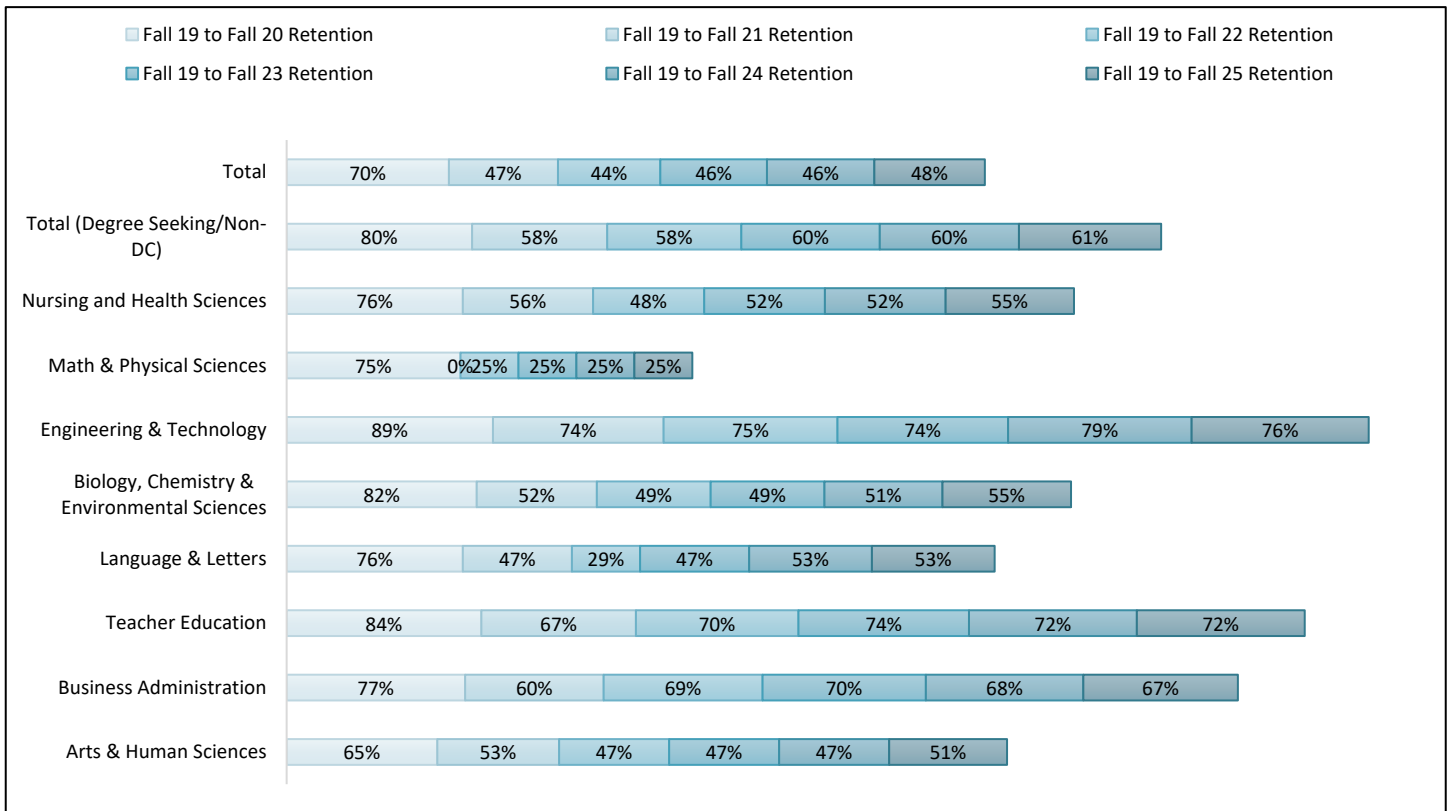 Fall 19 to Fall 20 Retention Fall 19 to Fall 21 Retention Fall 19 to Fall 22 Retention
Fall 19 to Fall 23 Retention Fall 19 to Fall 24 Retention Fall 19 to Fall 25 Retention
Total 70% 47% 44% 46% 46% 48%
Total (Degree Seeking/Non-
DC) 80% 58% 58% 60% 60% 61%
Nursing and Health Sciences 76% 56% 48% 52% 52% 55%
Math & Physical Sciences 75% 0% 25% 25% 25% 25%
Engineering & Technology 89% 74% 75% 74% 79% 76%
Biology, Chemistry &
Environmental Sciences 82% 52% 49% 49% 51% 55%
Language & Letters 76% 47% 29% 47% 53% 53%
Teacher Education 84% 67% 70% 74% 72% 72%
Business Administration 77% 60% 69% 70% 68% 67%
Arts & Human Sciences 65% 53% 47% 47% 47% 51%